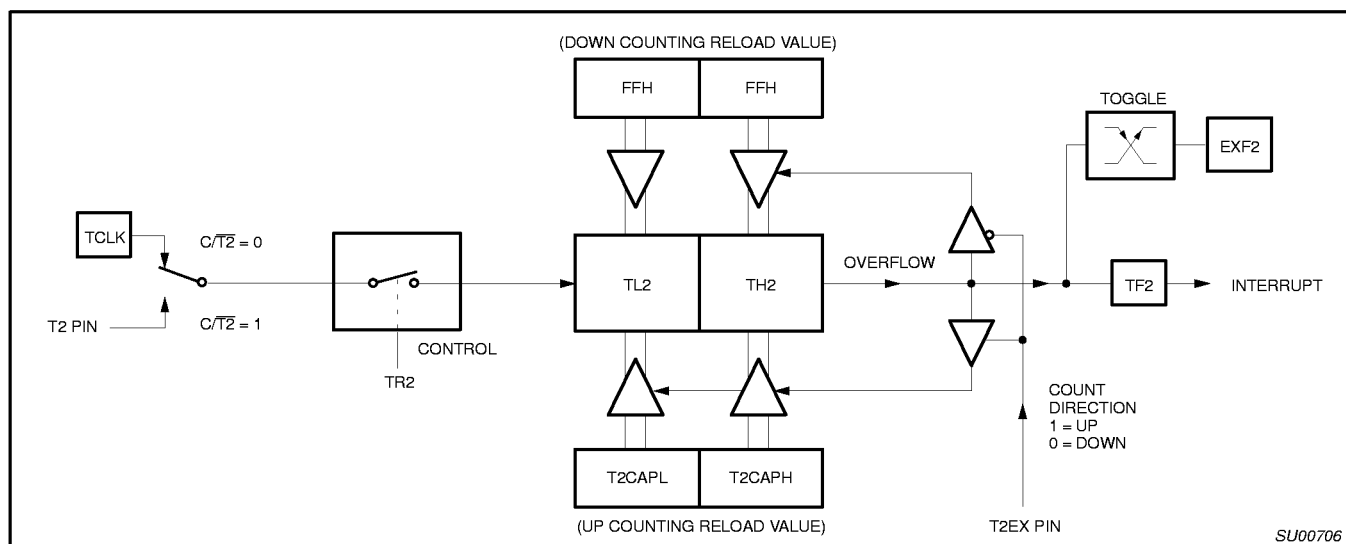 (DOWN COUNTING RELOAD VALUE)
FFH
FFH
TOGGLE
EXF2
TCLK
C/T2 = 0
OVERFLOW
TL2
TH2
TF2
INTERRUPT
T2 PIN
C/T2 = 1
CONTROL
TR2
COUNT
DIRECTION
1 = UP
0 = DOWN
T2CAPL
T2CAPH
(UP COUNTING RELOAD VALUE)
T2EX PIN
SU00706